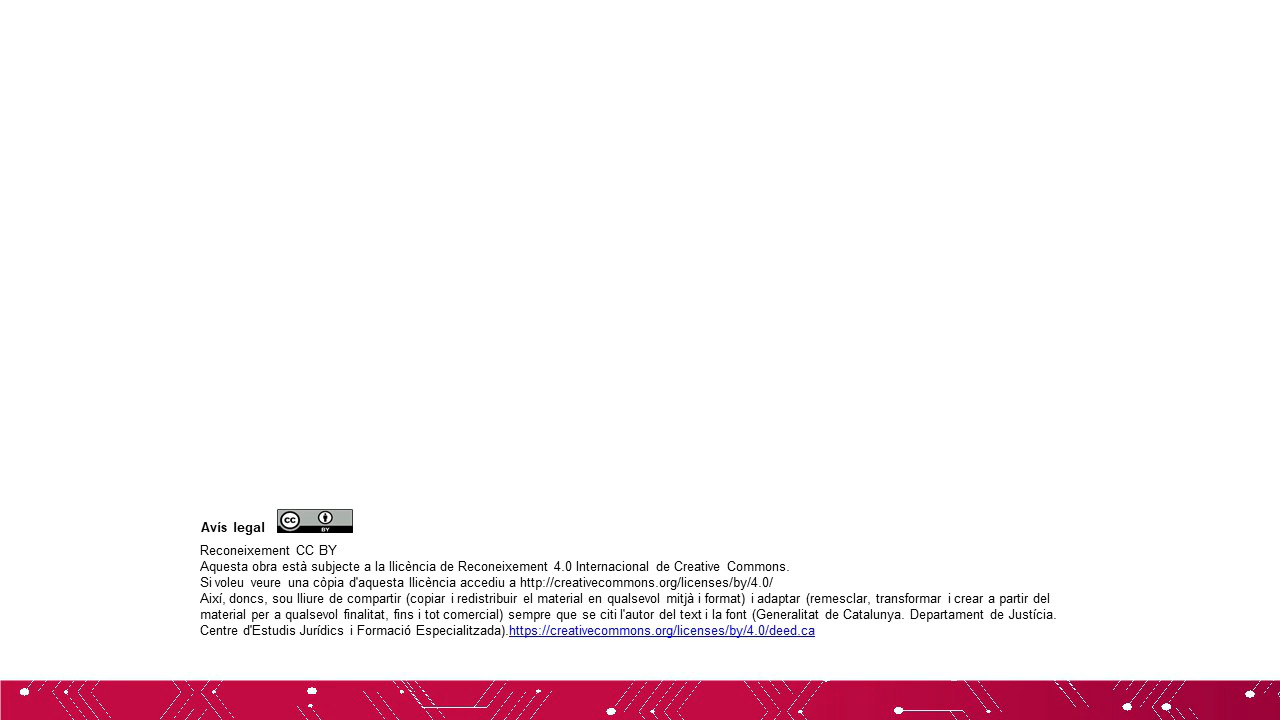 Avís legal
cc BY
Reconeixement CC BY
Aquesta obra està subjecte a la llicència de Reconeixement 4.0 Internacional de Creative Commons.
Si voleu veure una còpia d'aquesta llicència accediu a http://creativecommons.org/licenses/by/4.0/
Així, doncs, sou lliure de compartir (copiar i redistribuir el material en qualsevol mitjà i format) i adaptar (remesclar, transformar i crear a partir del
material per a qualsevol finalitat, fins i tot comercial) sempre que se citi l'autor del text i la font (Generalitat de Catalunya. Departament de Justícia.
Centre d'Estudis Jurídics i Formació Especialitzada).https://creativecommons.org/licenses/by/4.0/deed.ca